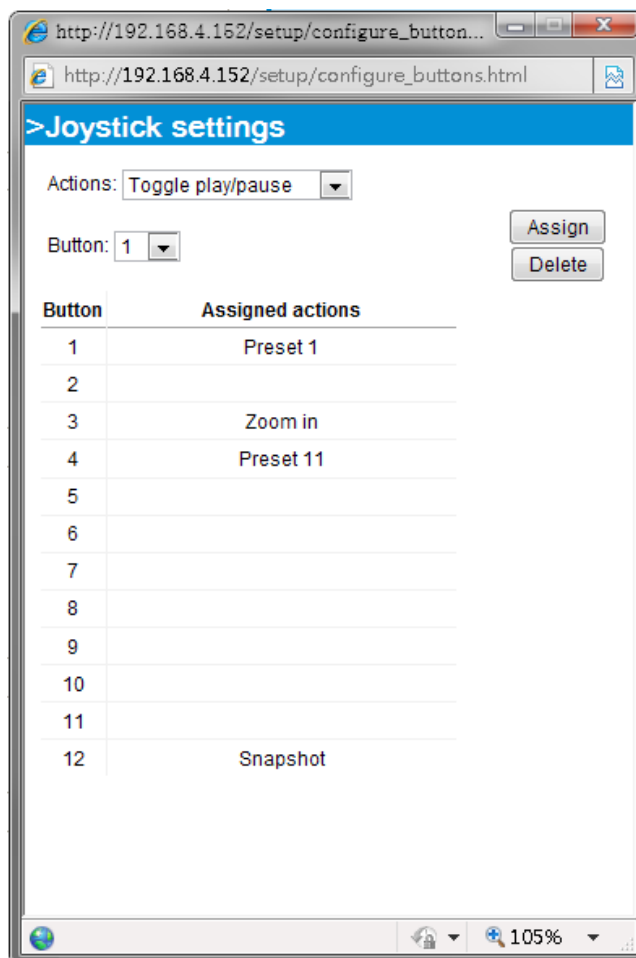 http://192.168.4.152/setup/configure_button...
http://192.168.4.152/setup/configure_buttons.html
>Joystick settings
Actions: Toggle play/pause
Assign
Button: 1
Delete
Button Assigned actions
1 Preset 1
2
3 Zoom in
4 Preset 11
5
6
7
8
9
10
11
12 Snapshot
105%